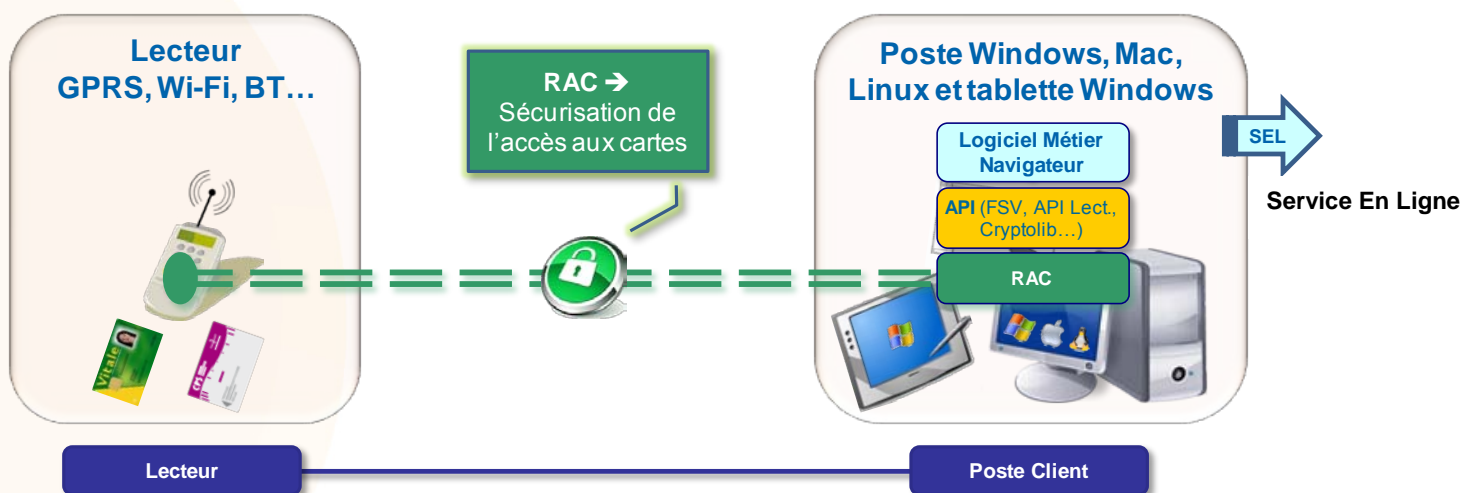 Lecteur
GPRS, Wi-Fi, BT…
RAC ➔
Sécurisation de
l'accès aux cartes
Poste Windows, Mac,
Linux et tablette Windows
Logiciel Métier
Navigateur
API (FSV, API Lect.,
Cryptolib…)
RAC
SEL
Service En Ligne
Vitale
Lecteur
Poste Client